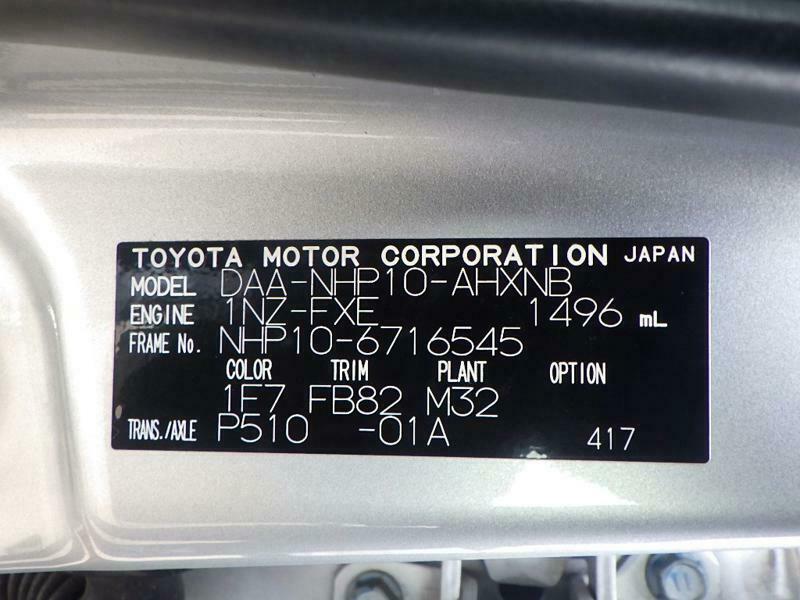 TOYOTA MOTOR CORPORATION JAPAN
MODEL DAA-NHP10-AHXNB
ENGINE 1NZ-FXE 1496 mL
FRAME No. NHP10-6716545
COLOR TRIM PLANT OPTION
1F7 FB82 M32
TRANS./AXLE P510 -01A 417